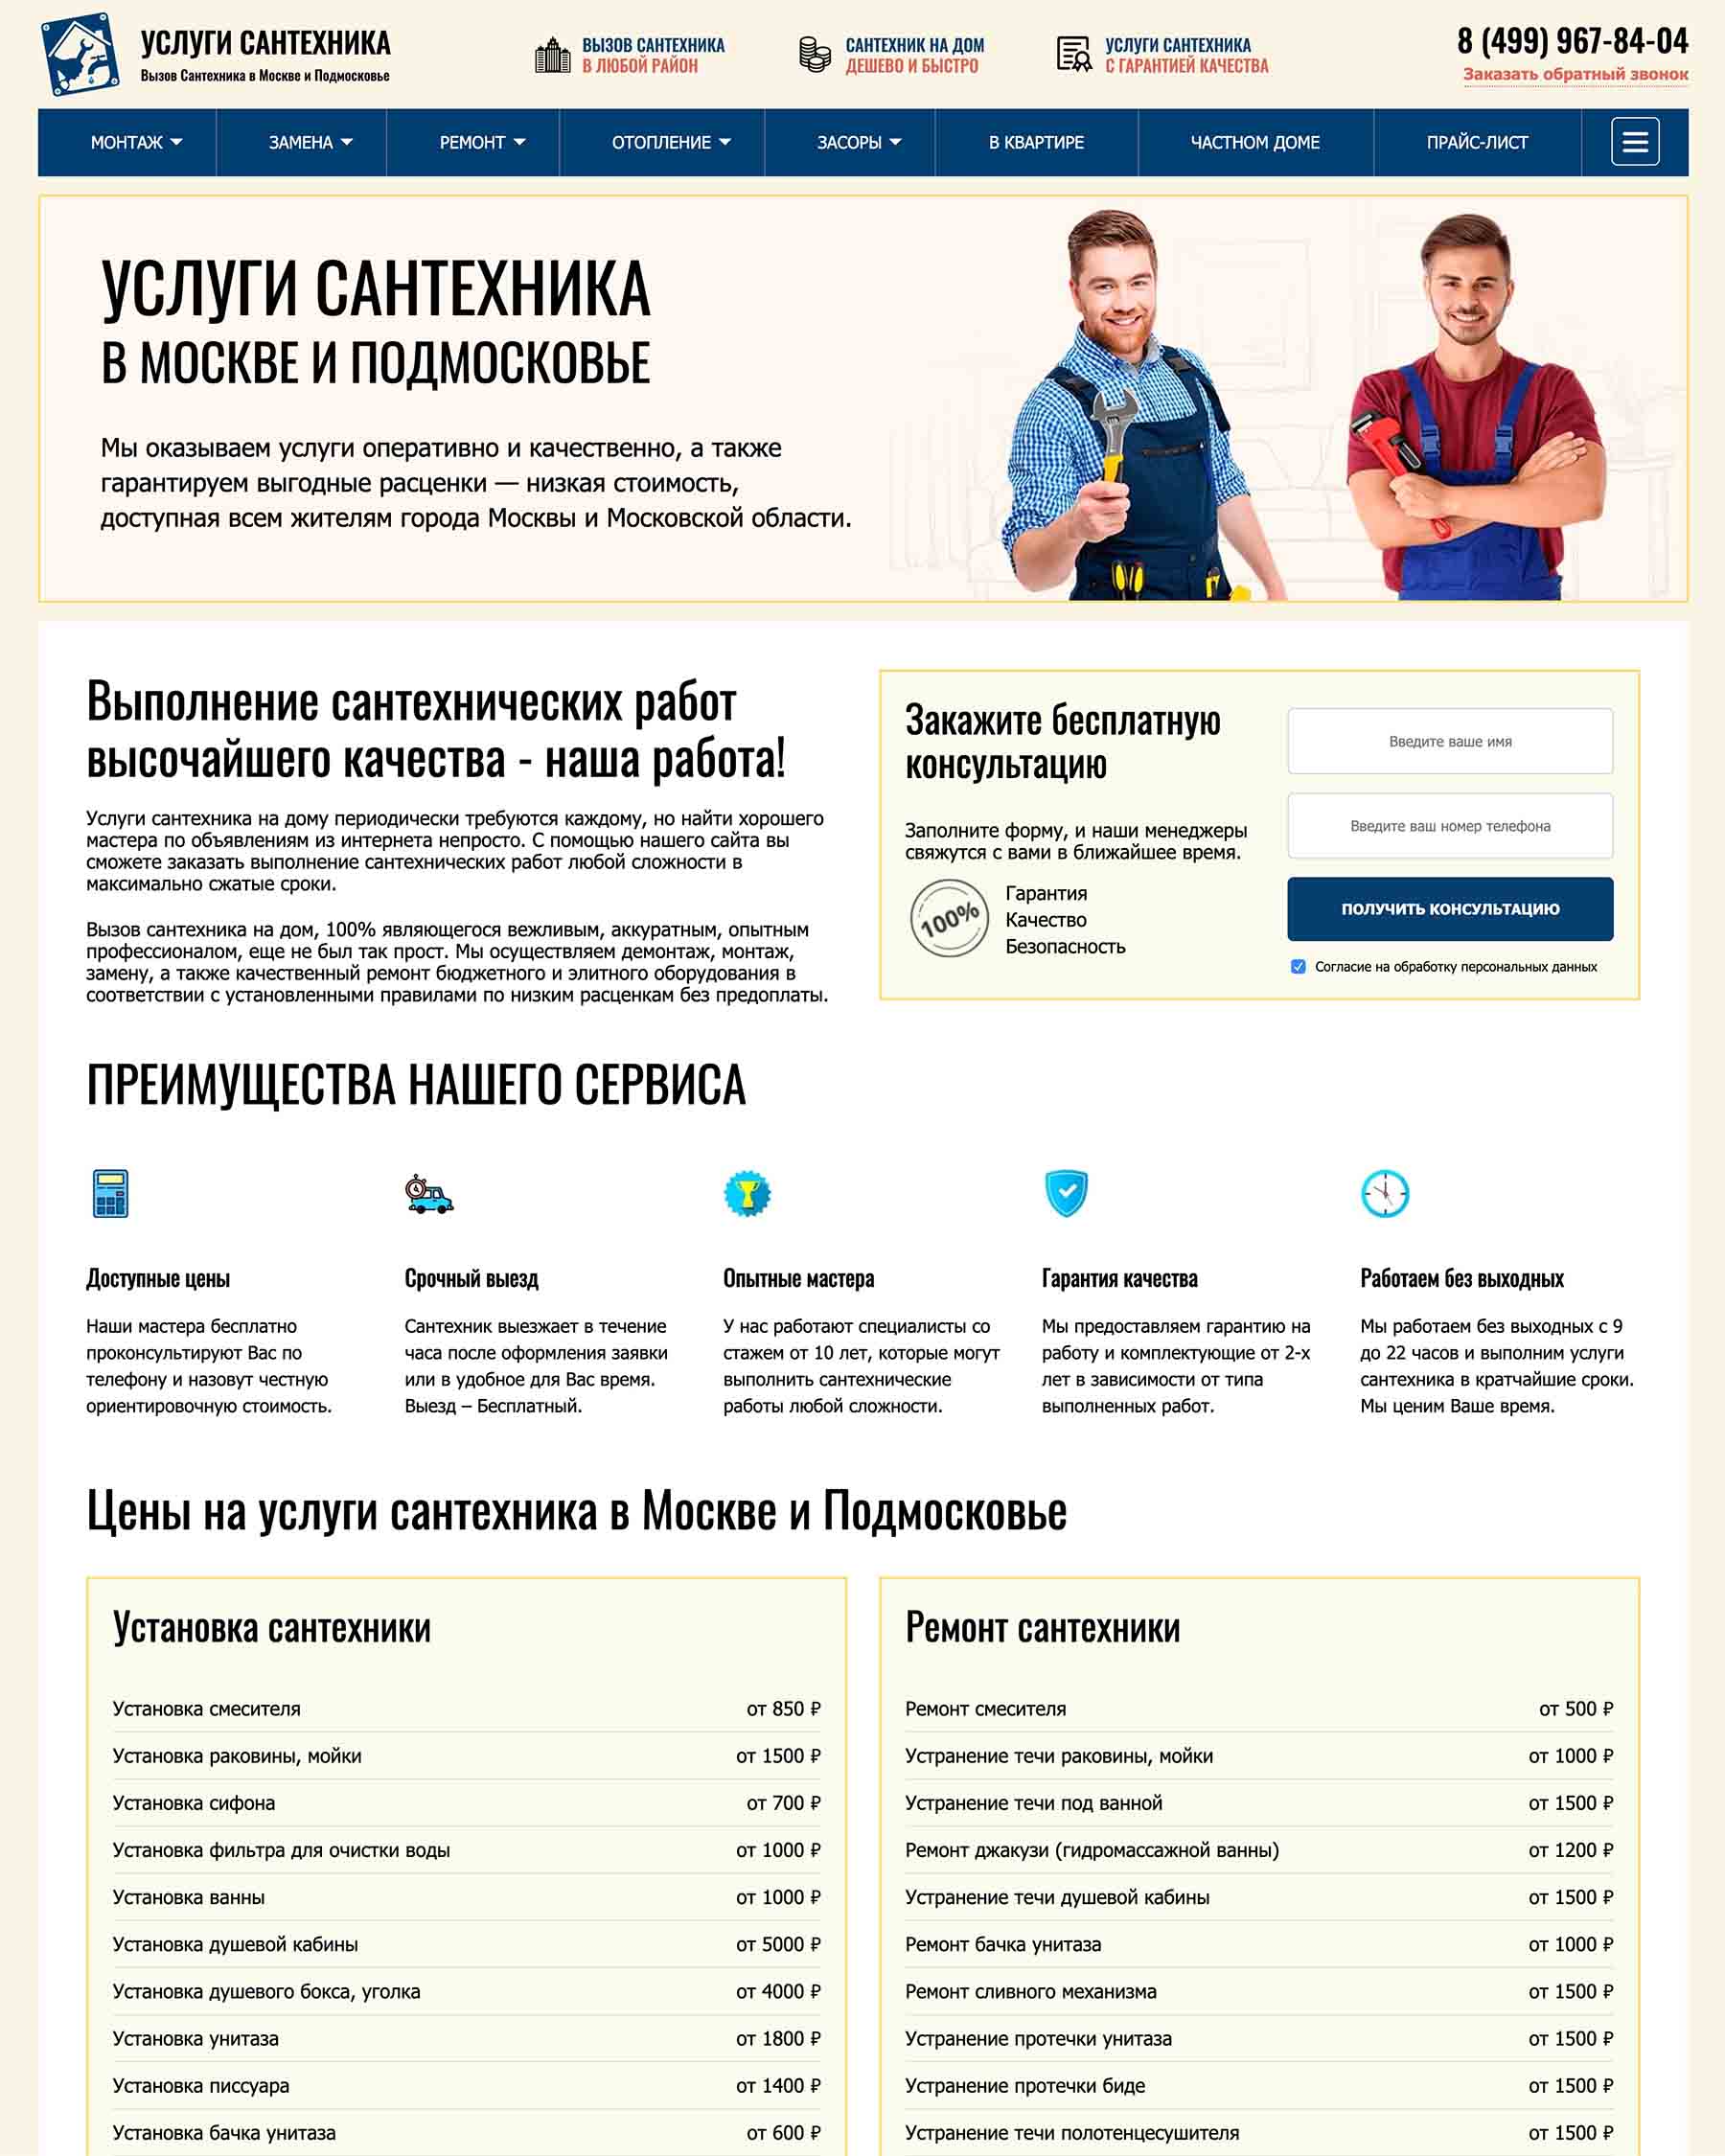 УСЛУГИ САНТЕХНИКА
Вызов Сантехника в Москве и Подмосковье
ВЫЗОВ САНТЕХНИКА
В ЛЮБОЙ РАЙОН
САНТЕХНИК НА ДОМ
ДЕШЕВО И БЫСТРО
УСЛУГИ САНТЕХНИКА
С ГАРАНТИЕЙ КАЧЕСТВА
8 (499) 967-84-04
Заказать обратный звонок
МОНТАЖ
ЗАМЕНА
РЕМОНТ
ОТОПЛЕНИЕ
ЗАСОРЫ
В КВАРТИРЕ
ЧАСТНОМ ДОМЕ
ПРАЙС-ЛИСТ
УСЛУГИ САНТЕХНИКА
В МОСКВЕ И ПОДМОСКОВЬЕ
Мы оказываем услуги оперативно и качественно, а также
гарантируем выгодные расценки — низкая стоимость,
доступная всем жителям города Москвы и Московской области.
Выполнение сантехнических работ
высочайшего качества - наша работа!
Услуги сантехника на дому периодически требуются каждому, но найти хорошего
мастера по объявлениям из интернета непросто. С помощью нашего сайта вы
сможете заказать выполнение сантехнических работ любой сложности в
максимально сжатые сроки.
Вызов сантехника на дом, 100% являющегося вежливым, аккуратным, опытным
профессионалом, еще не был так прост. Мы осуществляем демонтаж, монтаж,
замену, а также качественный ремонт бюджетного и элитного оборудования в
соответствии с установленными правилами по низким расценкам без предоплаты.
Закажите бесплатную
консультацию
Заполните форму, и наши менеджеры
свяжутся с вами в ближайшее время.
100%
Гарантия
Качество
Безопасность
Введите ваше имя
Введите ваш номер телефона
ПОЛУЧИТЬ КОНСУЛЬТАЦИЮ
Согласие на обработку персональных данных
ПРЕИМУЩЕСТВА НАШЕГО СЕРВИСА
Доступные цены
Наши мастера бесплатно
проконсультируют Вас по
телефону и назовут честную
ориентировочную стоимость.
Срочный выезд
Сантехник выезжает в течение
часа после оформления заявки
или в удобное для Вас время.
Выезд – Бесплатный.
Опытные мастера
У нас работают специалисты со
стажем от 10 лет, которые могут
выполнить сантехнические
работы любой сложности.
Гарантия качества
Мы предоставляем гарантию на
работу и комплектующие от 2-х
лет в зависимости от типа
выполненных работ.
Работаем без выходных
Мы работаем без выходных с 9
до 22 часов и выполним услуги
сантехника в кратчайшие сроки.
Мы ценим Ваше время.
Цены на услуги сантехника в Москве и Подмосковье
Установка сантехники
Установка смесителя от 850 ₽
Установка раковины, мойки от 1500 ₽
Установка сифона от 700 ₽
Установка фильтра для очистки воды от 1000 ₽
Установка ванны от 1000 ₽
Установка душевой кабины от 5000 ₽
Установка душевого бокса, уголка от 4000 ₽
Установка унитаза от 1800 ₽
Установка писсуара от 1400 ₽
Установка бачка унитаза от 600 ₽
Ремонт сантехники
Ремонт смесителя от 500 ₽
Устранение течи раковины, мойки от 1000 ₽
Устранение течи под ванной от 1500 ₽
Ремонт джакузи (гидромассажной ванны) от 1200 ₽
Устранение течи душевой кабины от 1500 ₽
Ремонт бачка унитаза от 1000 ₽
Ремонт сливного механизма от 1500 ₽
Устранение протечки унитаза от 1500 ₽
Устранение протечки биде от 1500 ₽
Устранение течи полотенцесушителя от 1500 ₽